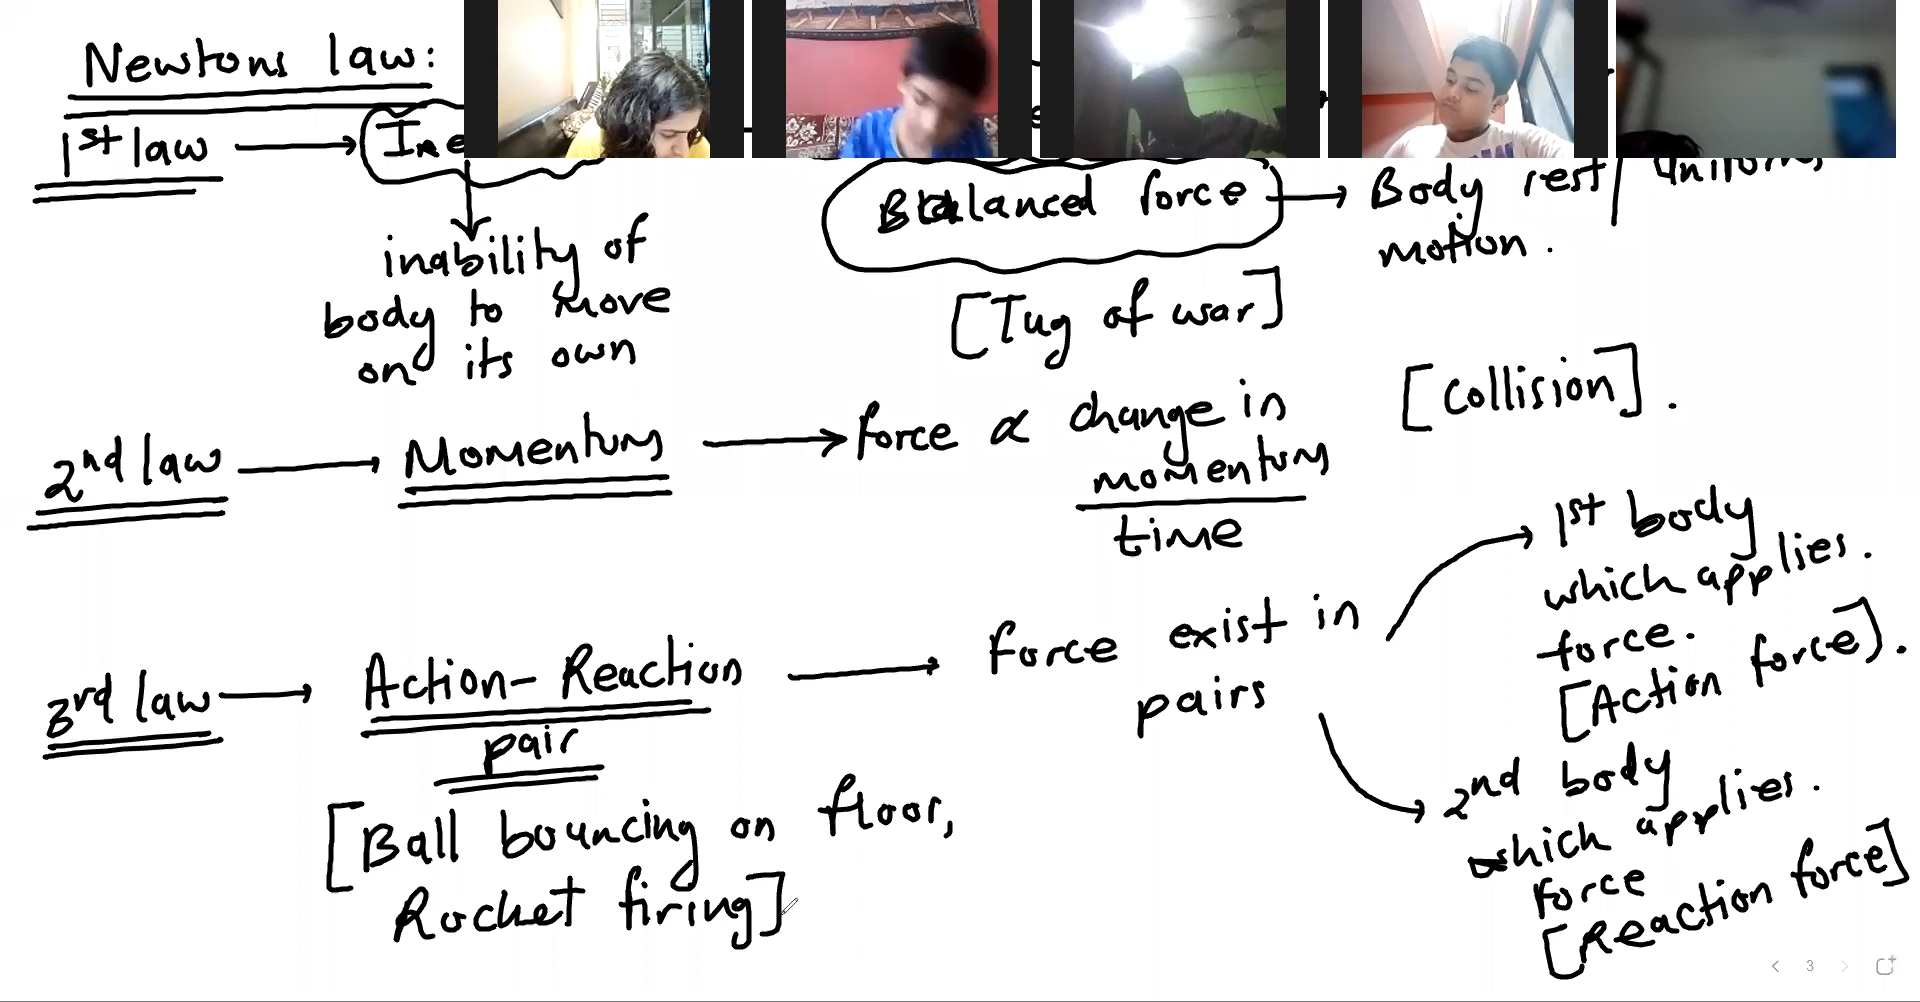 Newtons law:
1st law → Ine
Balanced force → Body rest/ uniform
motion.
inability of
body to move
on its own
[Tug of war]
[Collision].
2nd law → Momentum → force ∝ change in
momentum
time
3rd law → Action-Reaction → force exist in
pair
pairs
1st body
which applies.
force.
[Action force].
2nd body
which applies.
force
[Reaction force]
[Ball bouncing on floor,
Rocket firing]
3